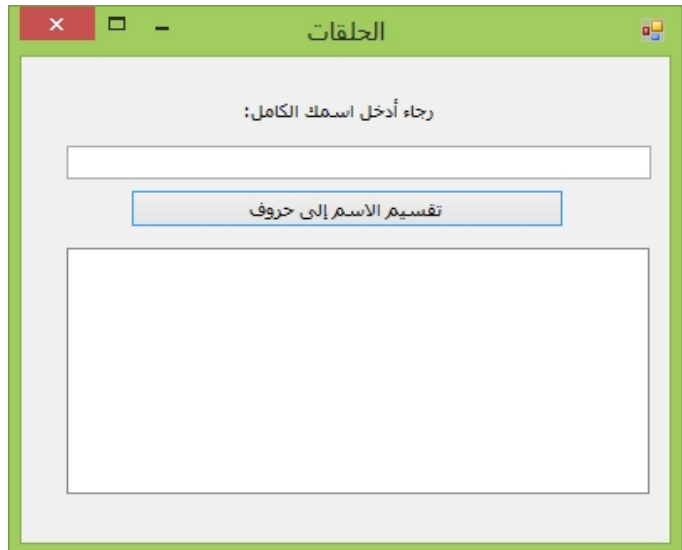 الحلقات
رجاء أدخل اسمك الكامل:
تقسيم الاسم إلى حروف